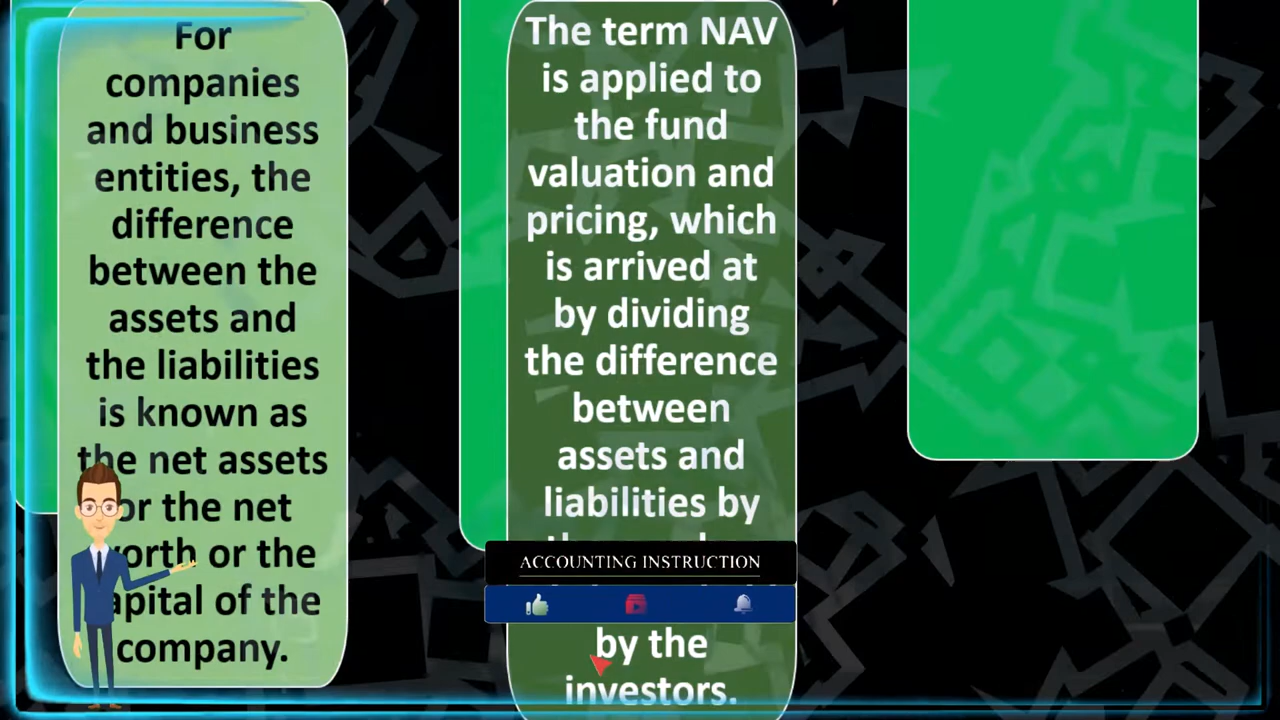 For
companies
and business
entities, the
difference
between the
assets and
the liabilities
is known as
the net assets
or the net
worth or the
capital of the
company.
The term NAV
is applied to
the fund
valuation and
pricing, which
is arrived at
by dividing
the difference
between
assets and
liabilities by
ACCOUNTING INSTRUCTION
by the
investors.